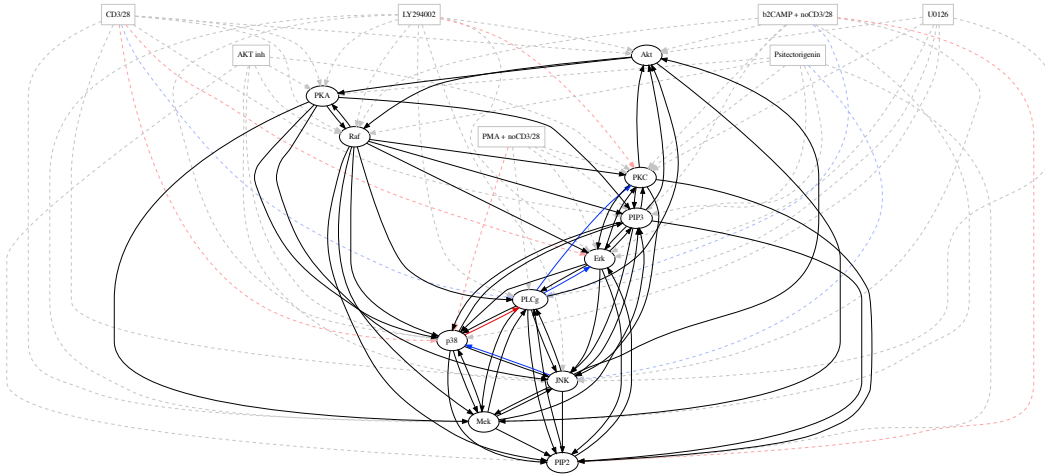 CD3/28
LY294002
b2CAMP + noCD3/28
U0126
AKT inh
Akt
Psitectorigenin
PKA
Raf
PMA + noCD3/28
PKC
PIP3
Erk
PLCg
p38
JNK
Mek
PIP2